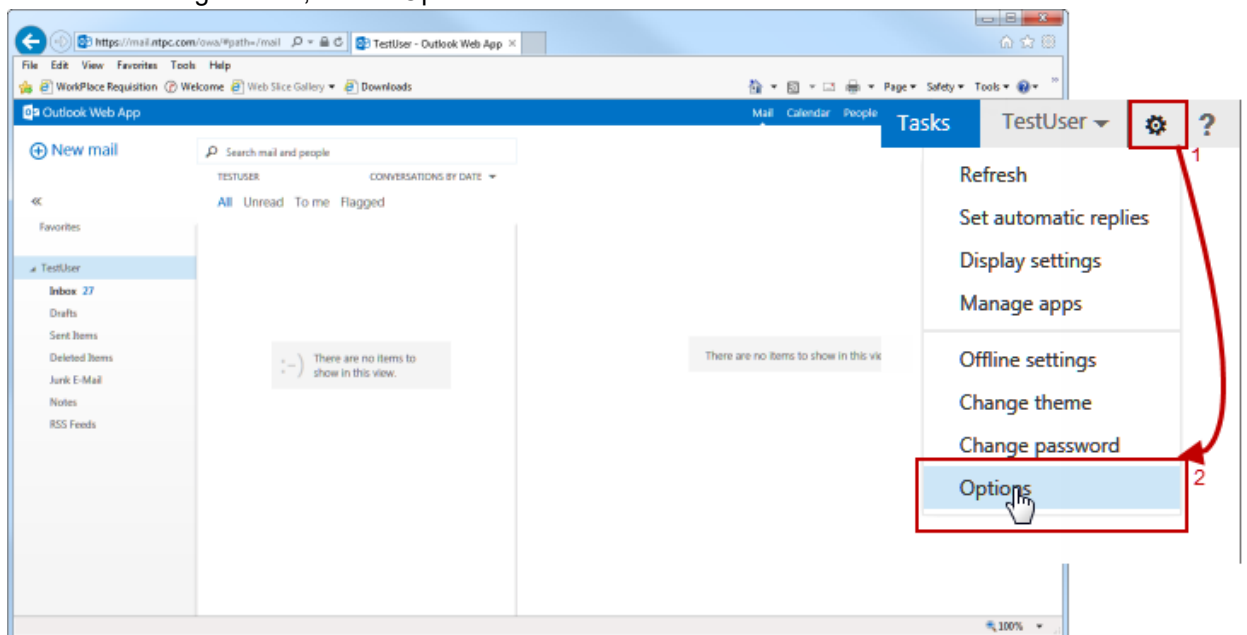 https://mail.ntpc.com/owa/#path=/mail
TestUser - Outlook Web App
File Edit View Favorites Tools Help
WorkPlace Requisition Welcome Web Slice Gallery Downloads
Page Safety Tools
Outlook Web App
Mail Calendar People
Tasks TestUser ?
1
New mail
Search mail and people
TESTUSER CONVERSATIONS BY DATE
All Unread To me Flagged
Favorites
TestUser
Inbox 27
Drafts
Sent Items
Deleted Items
Junk E-Mail
Notes
RSS Feeds
:-)
There are no items to
show in this view.
There are no items to show in this
Refresh
Set automatic replies
Display settings
Manage apps
Offline settings
Change theme
Change password
Options
2
100%